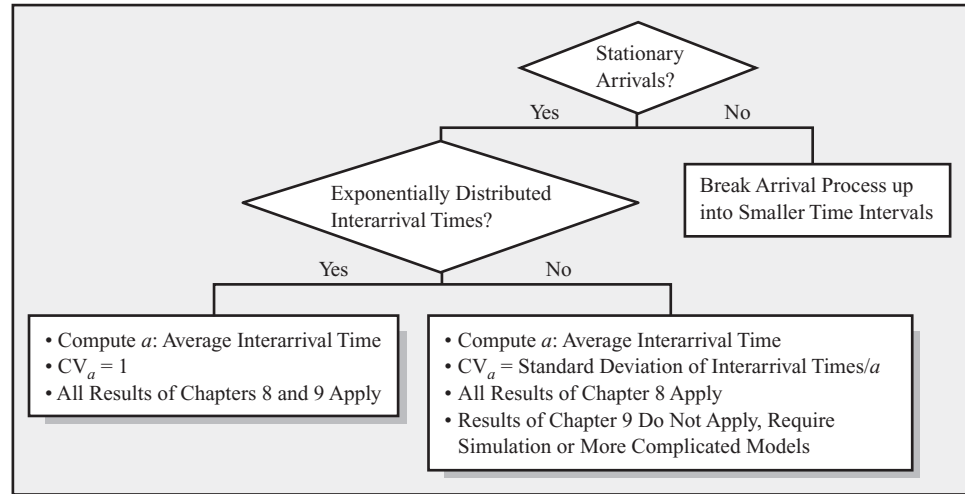 Stationary
Arrivals?
Yes
No
Exponentially Distributed
Interarrival Times?
Break Arrival Process up
into Smaller Time Intervals
Yes
No
• Compute a: Average Interarrival Time
• CVa = 1
• All Results of Chapters 8 and 9 Apply
• Compute a: Average Interarrival Time
• CVa = Standard Deviation of Interarrival Times/a
• All Results of Chapter 8 Apply
• Results of Chapter 9 Do Not Apply, Require
Simulation or More Complicated Models